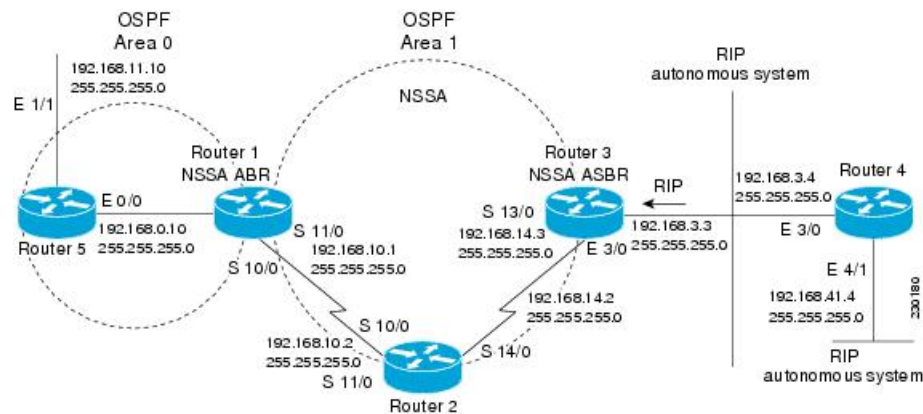 OSPF
Area 0
OSPF
Area 1
NSSA
RIP
autonomous system
192.168.11.10
255.255.255.0
E 1/1
Router 1
NSSA ABR
Router 3
NSSA ASBR
RIP
192.168.3.4
255.255.255.0
Router 4
E 0/0
192.168.0.10
255.255.255.0
Router 5
S 11/0
192.168.10.1
255.255.255.0
S 10/0
S 13/0
192.168.14.3
255.255.255.0
E 3/0
192.168.3.3
255.255.255.0
E 3/0
E 4/1
192.168.41.4
255.255.255.0
230180
192.168.14.2
255.255.255.0
S 10/0
192.168.10.2
255.255.255.0
S 11/0
S 14/0
Router 2
RIP
autonomous system